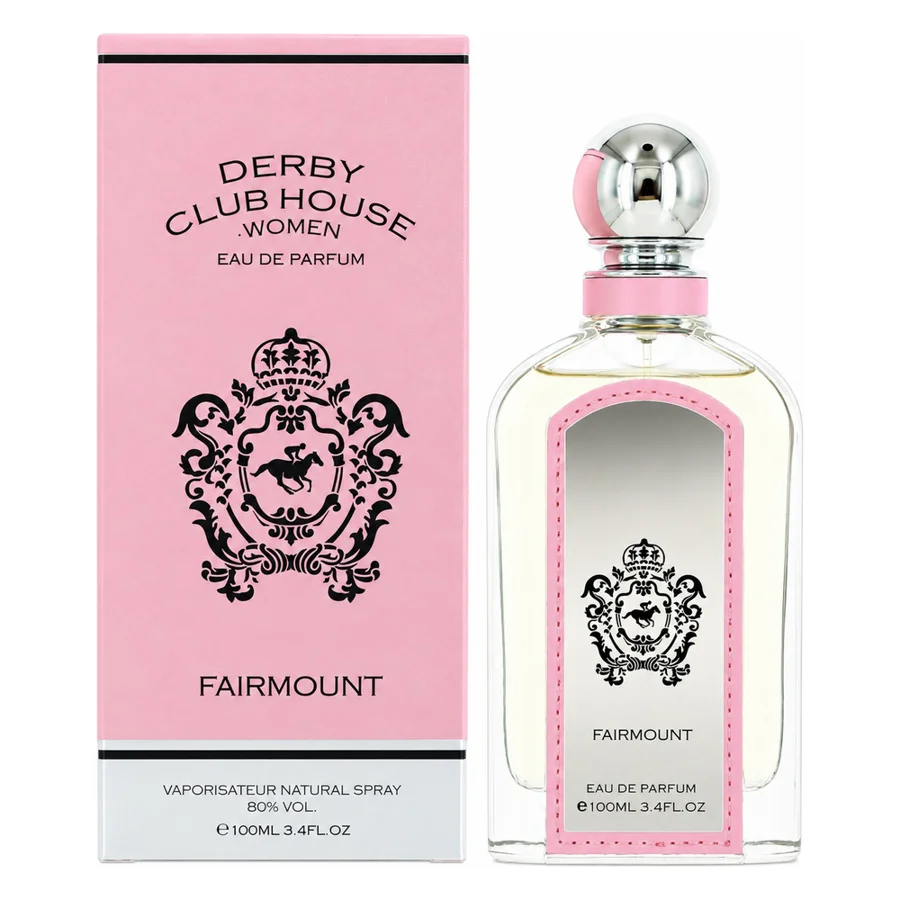 DERBY
CLUB HOUSE
.WOMEN
EAU DE PARFUM
FAIRMOUNT
VAPORISATEUR NATURAL SPRAY
80% VOL.
℮100ML 3.4FL.OZ
FAIRMOUNT
EAU DE PARFUM
℮100ML 3.4FL.OZ